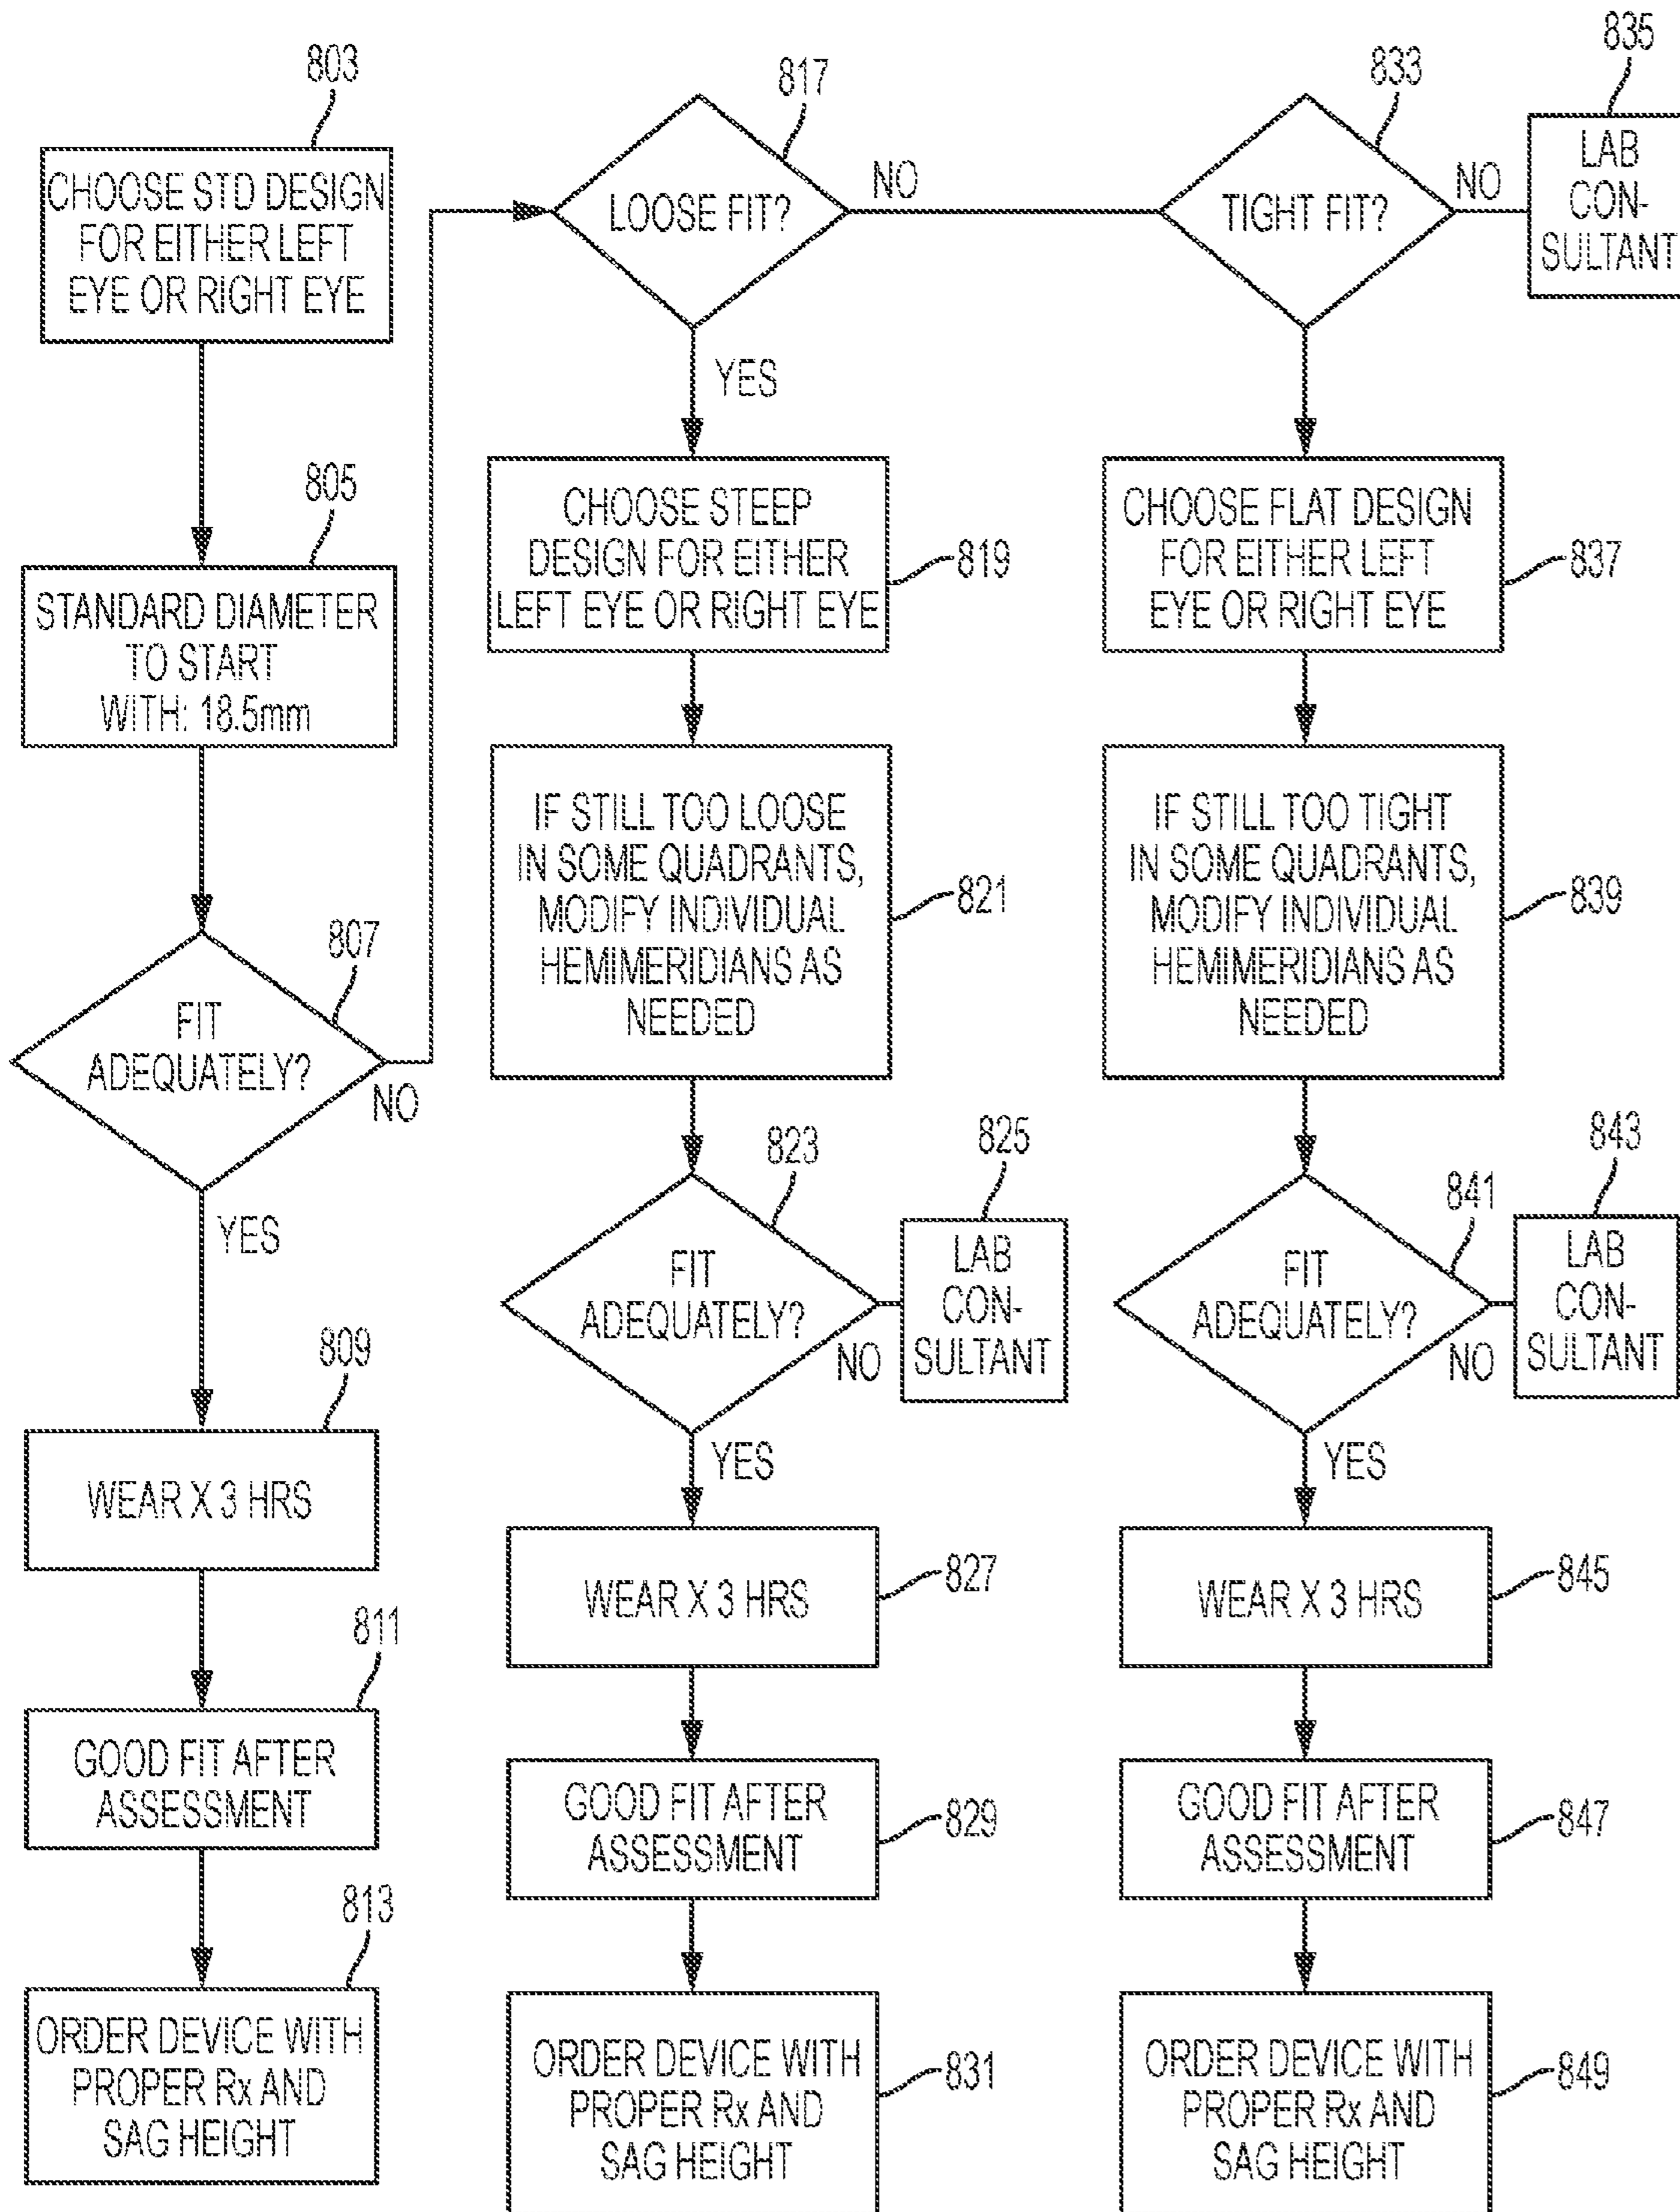 803
CHOOSE STD DESIGN
FOR EITHER LEFT
EYE OR RIGHT EYE
805
STANDARD DIAMETER
TO START
WITH: 18.5mm
807
FIT
ADEQUATELY?
NO
YES
809
WEAR X 3 HRS
811
GOOD FIT AFTER
ASSESSMENT
813
ORDER DEVICE WITH
PROPER Rx AND
SAG HEIGHT
817
LOOSE FIT?
NO
YES
CHOOSE STEEP
DESIGN FOR EITHER
LEFT EYE OR RIGHT EYE
819
IF STILL TOO LOOSE
IN SOME QUADRANTS,
MODIFY INDIVIDUAL
HEMIMERIDIANS AS
NEEDED
821
823
FIT
ADEQUATELY?
NO
825
LAB
CON-
SULTANT
YES
WEAR X 3 HRS
827
GOOD FIT AFTER
ASSESSMENT
829
ORDER DEVICE WITH
PROPER Rx AND
SAG HEIGHT
831
833
TIGHT FIT?
NO
835
LAB
CON-
SULTANT
CHOOSE FLAT DESIGN
FOR EITHER LEFT
EYE OR RIGHT EYE
837
IF STILL TOO TIGHT
IN SOME QUADRANTS,
MODIFY INDIVIDUAL
HEMIMERIDIANS AS
NEEDED
839
841
FIT
ADEQUATELY?
NO
843
LAB
CON-
SULTANT
YES
WEAR X 3 HRS
845
GOOD FIT AFTER
ASSESSMENT
847
ORDER DEVICE WITH
PROPER Rx AND
SAG HEIGHT
849